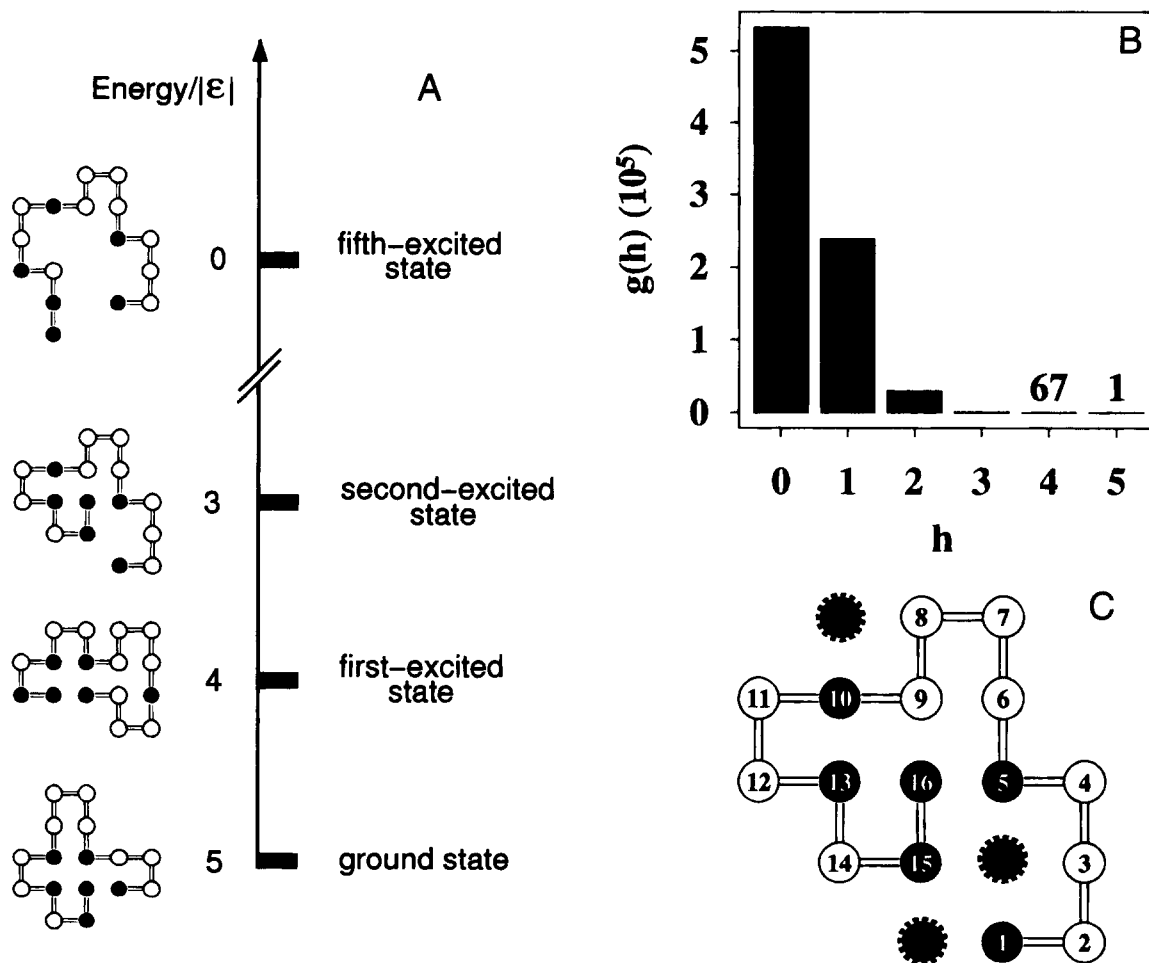 Energy/|ε|
A
0
fifth-excited
state
3
second-excited
state
4
first-excited
state
5
ground state
B
g(h) (10⁵)
5
4
3
2
1
0
67
1
0 1 2 3 4 5
h
C
8 7
11 10 9 6
12 13 16 5 4
14 15 3
1 2